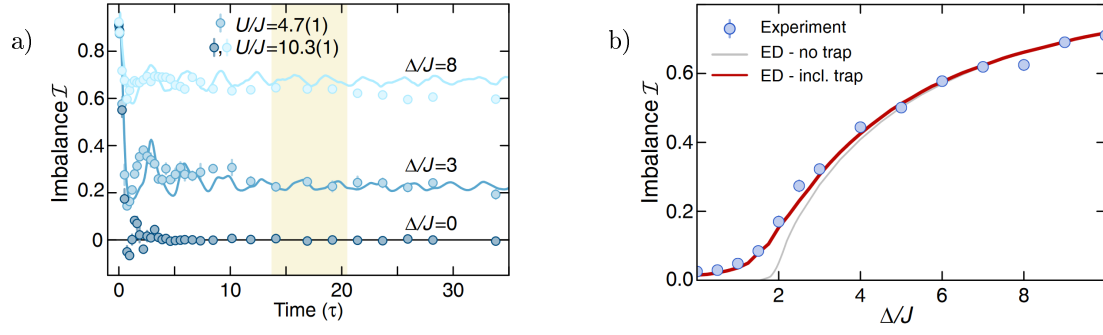 a)
U/J=4.7(1)
, U/J=10.3(1)
Δ/J=8
Δ/J=3
Δ/J=0
Imbalance ℐ
0.8
0.6
0.4
0.2
0
0
10
20
30
Time (τ)
b)
Experiment
ED - no trap
ED - incl. trap
Imbalance ℐ
0.6
0.4
0.2
0.0
2
4
6
8
Δ/J